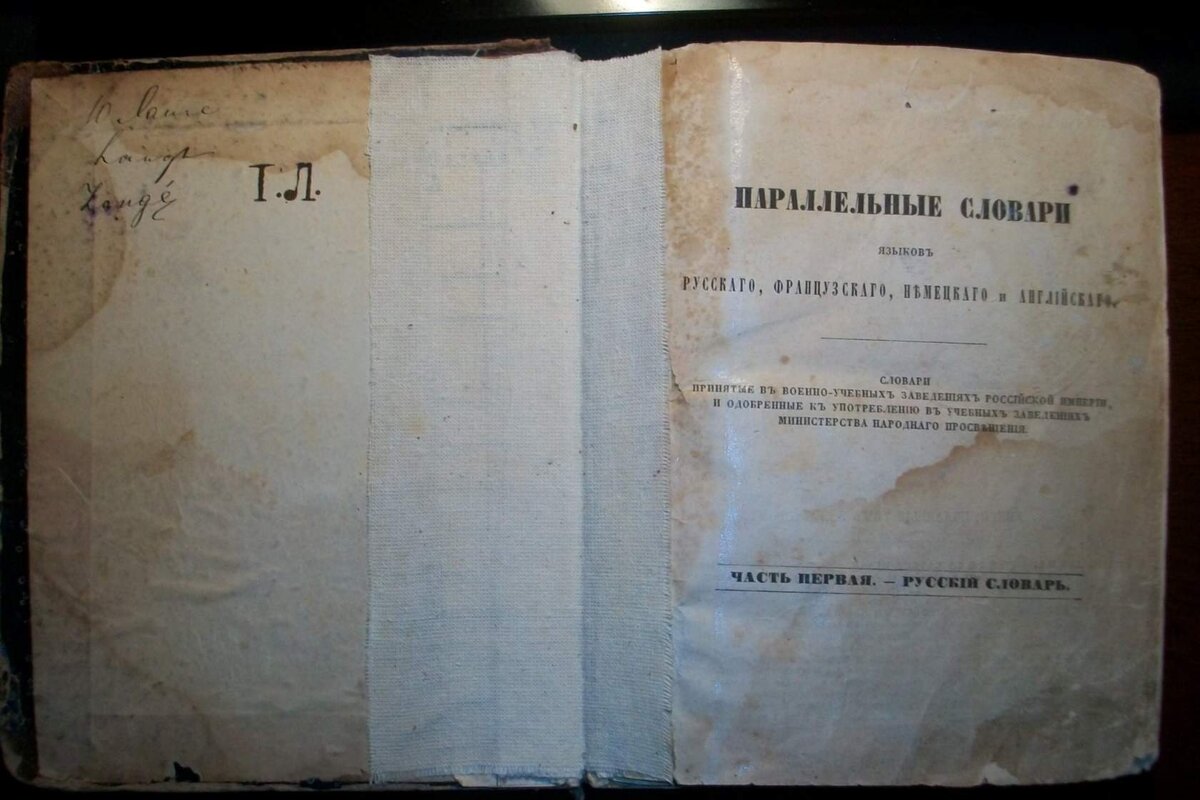 Langé
І.Л.
ПАРАЛЛЕЛЬНЫЕ СЛОВАРИ
ЯЗЫКОВЪ
РУССКАГО, ФРАНЦУЗСКАГО, НѢМЕЦКАГО и АНГЛІЙСКАГО.
СЛОВАРИ
ПРИНЯТЫЕ ВЪ ВОЕННО-УЧЕБНЫХЪ ЗАВЕДЕНІЯХЪ РОССІЙСКОЙ ИМПЕРІИ,
И ОДОБРЕННЫЕ КЪ УПОТРЕБЛЕНІЮ ВЪ УЧЕБНЫХЪ ЗАВЕДЕНІЯХЪ
МИНИСТЕРСТВА НАРОДНАГО ПРОСВѢЩЕНІЯ.
ЧАСТЬ ПЕРВАЯ. — РУССКІЙ СЛОВАРЬ.